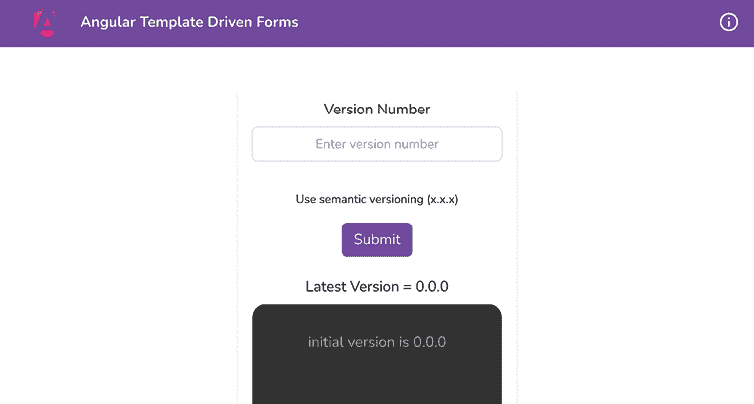 Angular Template Driven Forms
Version Number
Enter version number
Use semantic versioning (x.x.x)
Submit
Latest Version = 0.0.0
initial version is 0.0.0